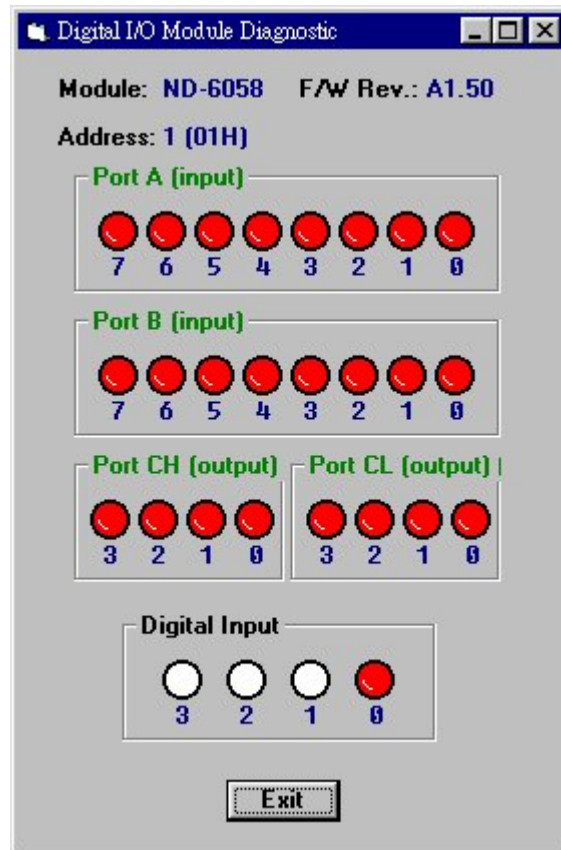 Digital I/O Module Diagnostic
Module: ND-6058 F/W Rev.: A1.50
Address: 1 (01H)
Port A (input)
7 6 5 4 3 2 1 0
Port B (input)
7 6 5 4 3 2 1 0
Port CH (output) Port CL (output)
3 2 1 0 3 2 1 0
Digital Input
3 2 1 0
Exit